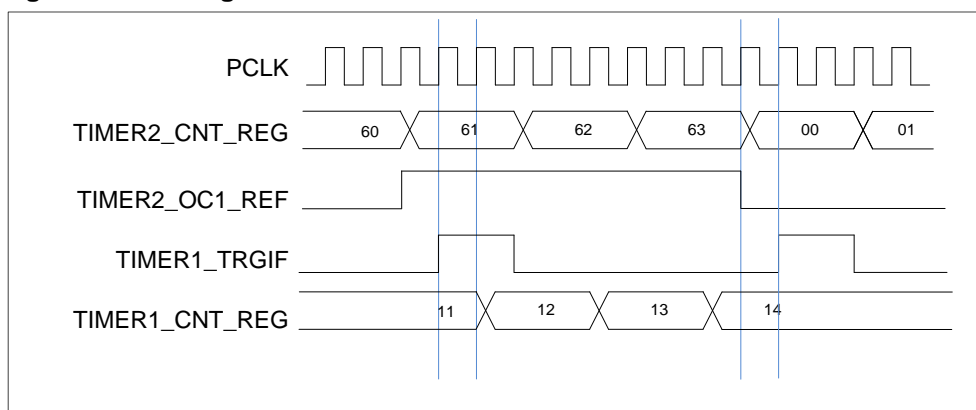 PCLK
TIMER2_CNT_REG 60 61 62 63 00 01
TIMER2_OC1_REF
TIMER1_TRGIF
TIMER1_CNT_REG 11 12 13 14